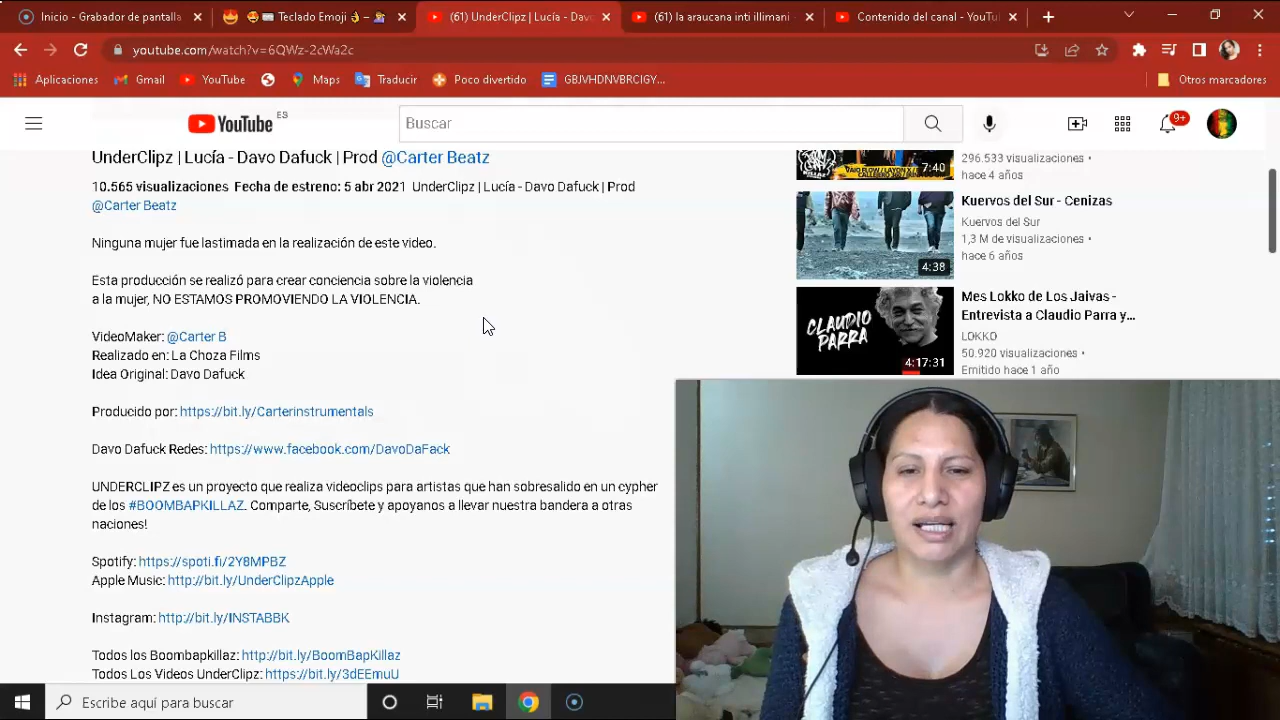 Inicio - Grabador de pantalla
Teclado Emoji
(61) UnderClipz | Lucía - Davo
(61) la araucana inti illimani -
Contenido del canal - YouTu
youtube.com/watch?v=6QWz-2cWa2c
Aplicaciones
Gmail
YouTube
Maps
Traducir
Poco divertido
GBJVHDNVBRCIGY...
Otros marcadores
YouTube ES
Buscar
9+
UnderClipz | Lucía - Davo Dafuck | Prod @Carter Beatz
10.565 visualizaciones Fecha de estreno: 5 abr 2021 UnderClipz | Lucía - Davo Dafuck | Prod
@Carter Beatz
Ninguna mujer fue lastimada en la realización de este video.
Esta producción se realizó para crear conciencia sobre la violencia
a la mujer, NO ESTAMOS PROMOVIENDO LA VIOLENCIA.
VideoMaker: @Carter B
Realizado en: La Choza Films
Idea Original: Davo Dafuck
Producido por: https://bit.ly/Carterinstrumentals
Davo Dafuck Redes: https://www.facebook.com/DavoDaFack
UNDERCLIPZ es un proyecto que realiza videoclips para artistas que han sobresalido en un cypher
de los #BOOMBAPKILLAZ. Comparte, Suscríbete y apoyanos a llevar nuestra bandera a otras
naciones!
Spotify: https://spoti.fi/2Y8MPBZ
Apple Music: http://bit.ly/UnderClipzApple
Instagram: http://bit.ly/INSTABBK
Todos los Boombapkillaz: http://bit.ly/BoomBapKillaz
Todos Los Videos UnderClipz: https://bit.ly/3dEEmuU
7:40
296.533 visualizaciones •
hace 4 años
4:38
Kuervos del Sur - Cenizas
Kuervos del Sur
1,3 M de visualizaciones •
hace 6 años
CLAUDIO
PARRA
4:17:31
Mes Lokko de Los Jaivas -
Entrevista a Claudio Parra y...
LOKKO
50.920 visualizaciones •
Emitido hace 1 año
Escribe aquí para buscar